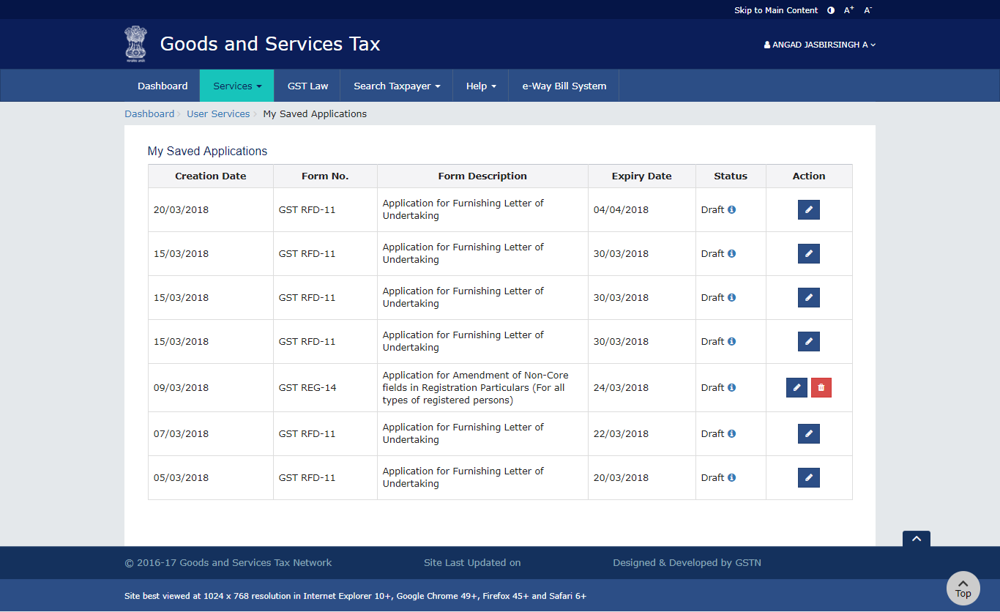 Skip to Main Content A+ A-
Goods and Services Tax
ANGAD JASBIRSINGH A
Dashboard Services GST Law Search Taxpayer Help e-Way Bill System
Dashboard › User Services › My Saved Applications
My Saved Applications
Creation Date Form No. Form Description Expiry Date Status Action
20/03/2018 GST RFD-11 Application for Furnishing Letter of
Undertaking 04/04/2018 Draft
15/03/2018 GST RFD-11 Application for Furnishing Letter of
Undertaking 30/03/2018 Draft
15/03/2018 GST RFD-11 Application for Furnishing Letter of
Undertaking 30/03/2018 Draft
15/03/2018 GST RFD-11 Application for Furnishing Letter of
Undertaking 30/03/2018 Draft
09/03/2018 GST REG-14 Application for Amendment of Non-Core
fields in Registration Particulars (For all
types of registered persons) 24/03/2018 Draft
07/03/2018 GST RFD-11 Application for Furnishing Letter of
Undertaking 22/03/2018 Draft
05/03/2018 GST RFD-11 Application for Furnishing Letter of
Undertaking 20/03/2018 Draft
© 2016-17 Goods and Services Tax Network Site Last Updated on Designed & Developed by GSTN
Site best viewed at 1024 x 768 resolution in Internet Explorer 10+, Google Chrome 49+, Firefox 45+ and Safari 6+
Top